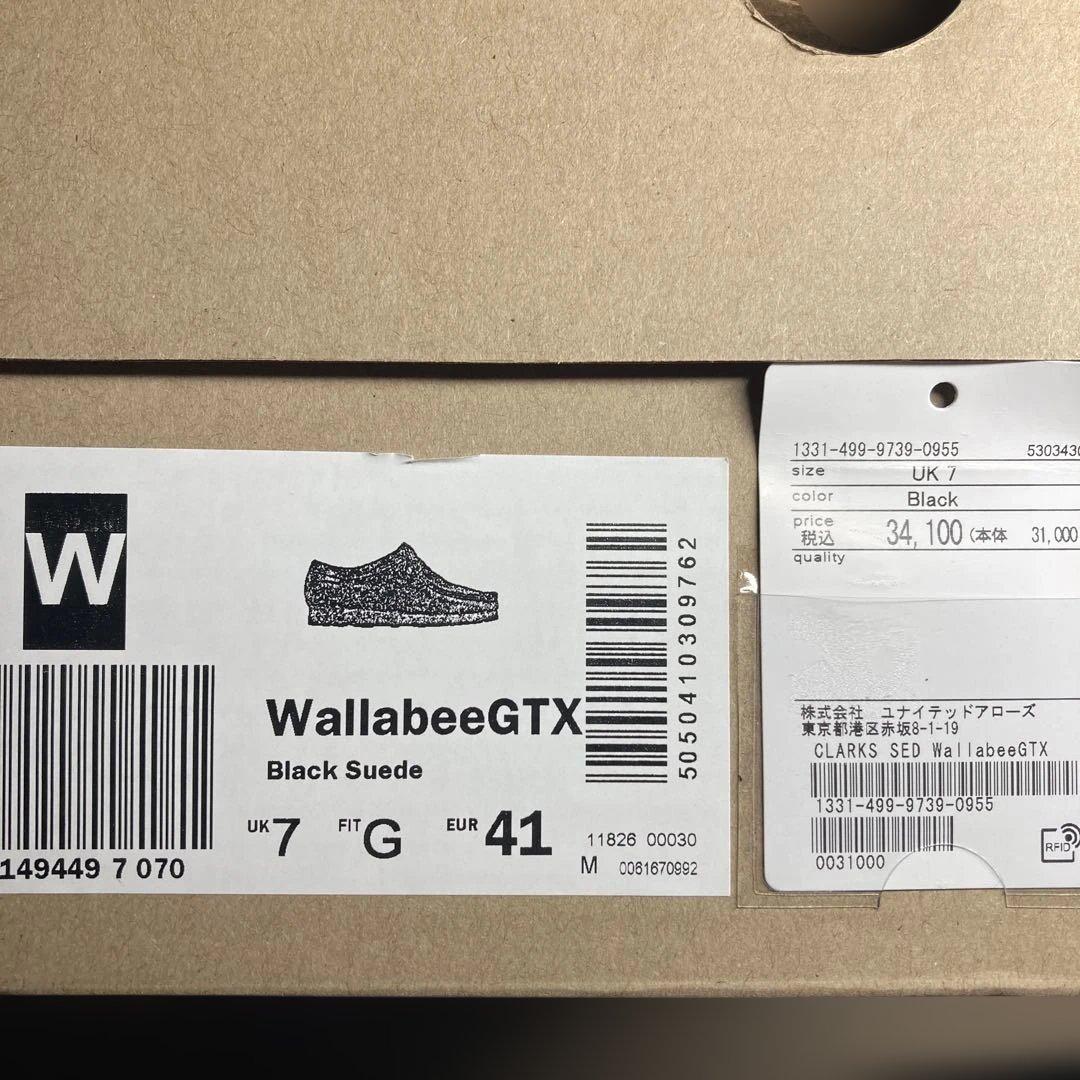 W
149449 7 070
WallabeeGTX
Black Suede
UK 7 FIT G EUR 41
5050410309762
11826 00030
M 0061670992
1331-499-9739-0955
size UK 7
color Black
price
税込 34,100 (本体 31,000
quality
株式会社 ユナイテッドアローズ
東京都港区赤坂8-1-19
CLARKS SED WallabeeGTX
1331-499-9739-0955
0031000
RFID